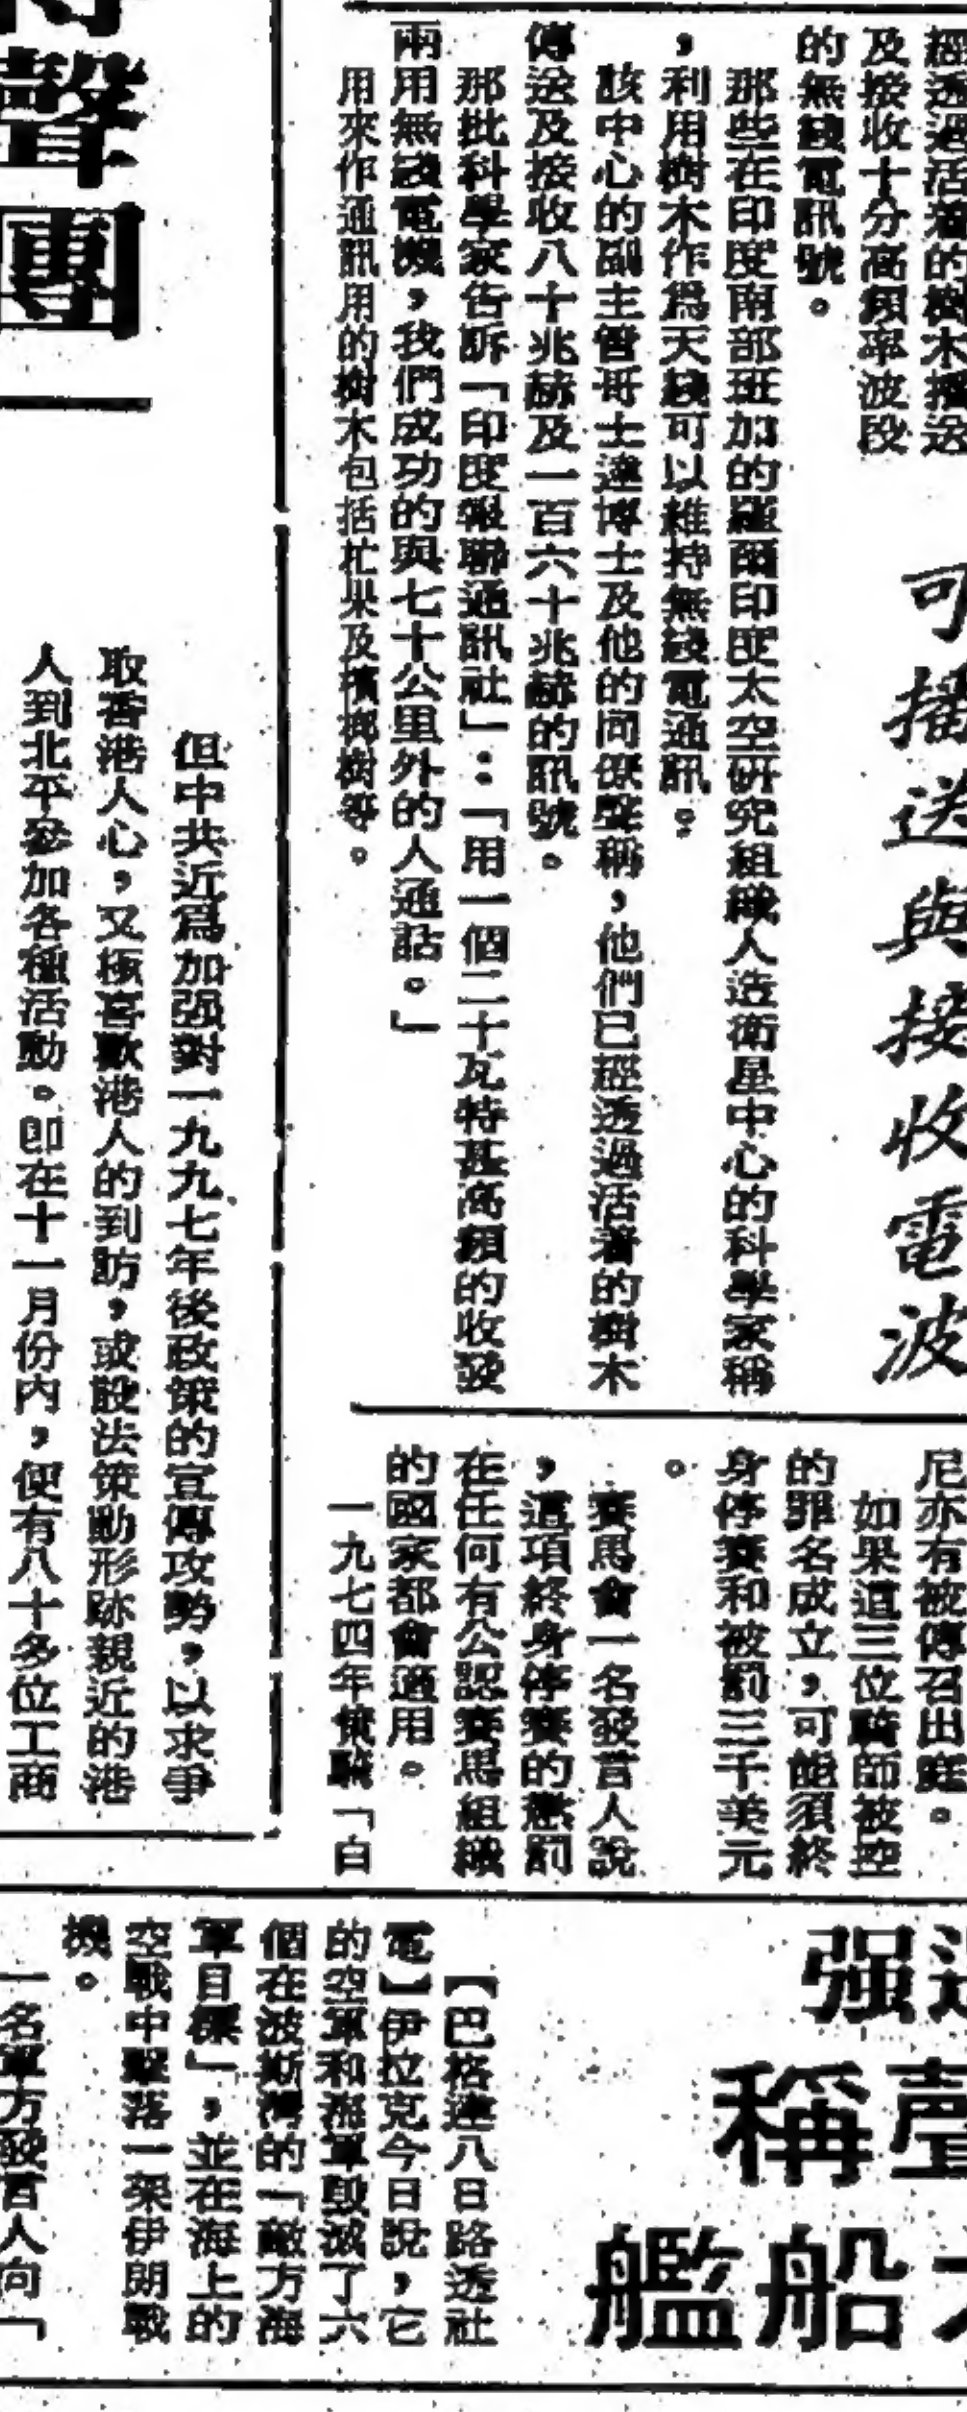 可播送與接收電波
經透過活着的樹木播送
及接收十分高頻率波段
的無綫電訊號。
那些在印度南部班加的羅爾印度太空研究組織人造衛星中心的科學家稱
，利用樹木作爲天綫可以維持無綫電通訊。
該中心的副主管哥士達博士及他的同僚聲稱，他們已經透過活著的樹木
傳送及接收八十兆赫及一百六十兆赫的訊號。
那批科學家告訴「印度報聯通訊社」：「用一個二十瓦特甚高頻的收發
兩用無綫電機，我們成功的與七十公里外的人通話。」
用來作通訊用的樹木包括杧果及檳榔樹等。
尼亦有被傳召出庭。
如果這三位騎師被控
的罪名成立，可能須終
身停賽和被罰三千美元
。
賽馬會一名發言人說
，這項終身停賽的懲罰
在任何有公認賽馬組織
的國家都會適用。
一九七四年策騎「白
聲團
但中共近爲加强對一九九七年後政策的宣傳攻勢，以求爭
取香港人心，又極喜歡港人的到訪，或設法策動形跡親近的港
人到北平參加各種活動。即在十一月份內，便有八十多位工商
强
稱
艦船
【巴格達八日路透社
電】伊拉克今日說，它
的空軍和海軍毀滅了六
個在波斯灣的「敵方海
軍目標」，並在海上的
空戰中擊落一架伊朗戰
機。
一名軍方發言人向「